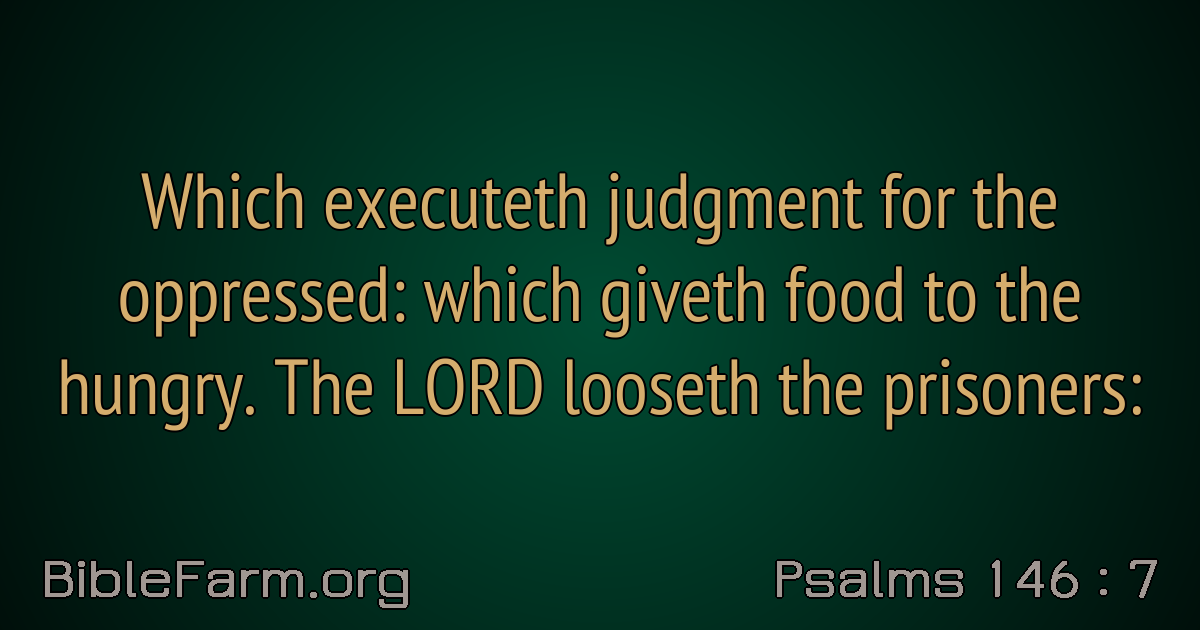 Which executeth judgment for the
oppressed: which giveth food to the
hungry. The LORD looseth the prisoners:
BibleFarm.org
Psalms 146 : 7